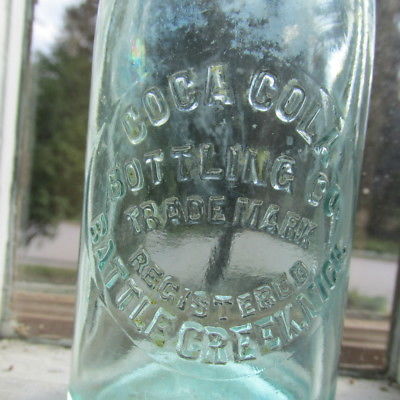 COCA COLA
BOTTLING CO.
TRADE MARK
REGISTERED
BATTLE CREEK, MICH.